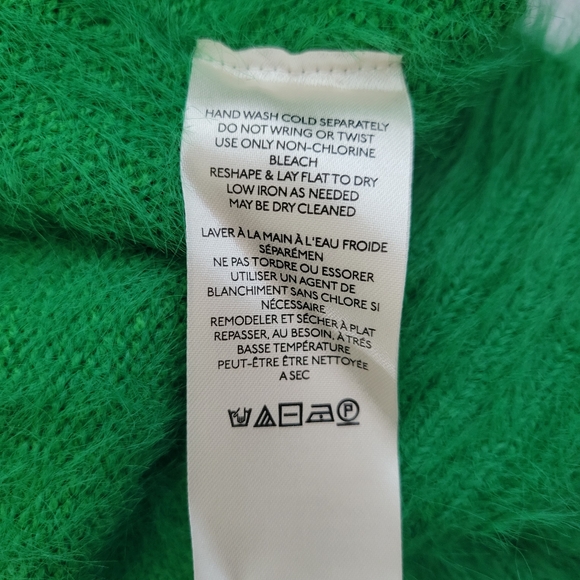 HAND WASH COLD SEPARATELY
DO NOT WRING OR TWIST
USE ONLY NON-CHLORINE
BLEACH
RESHAPE & LAY FLAT TO DRY
LOW IRON AS NEEDED
MAY BE DRY CLEANED
LAVER À LA MAIN À L'EAU FROIDE
SÉPARÉMEN
NE PAS TORDRE OU ESSORER
UTILISER UN AGENT DE
BLANCHIMENT SANS CHLORE SI
NÉCESSAIRE
REMODELER ET SÉCHER À PLAT
REPASSER, AU BESOIN, À TRÉS
BASSE TEMPÉRATURE
PEUT-ÊTRE ÊTRE NETTOYÉE
A SEC
P